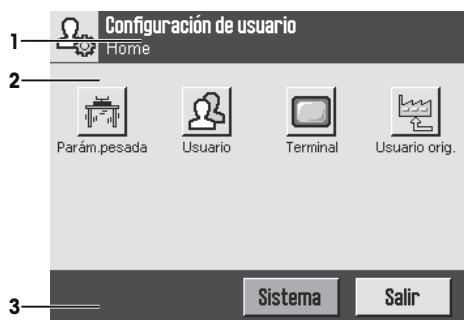 Configuración de usuario
1
Home
2
Parám.pesada
Usuario
Terminal
Usuario orig.
3
Sistema
Salir